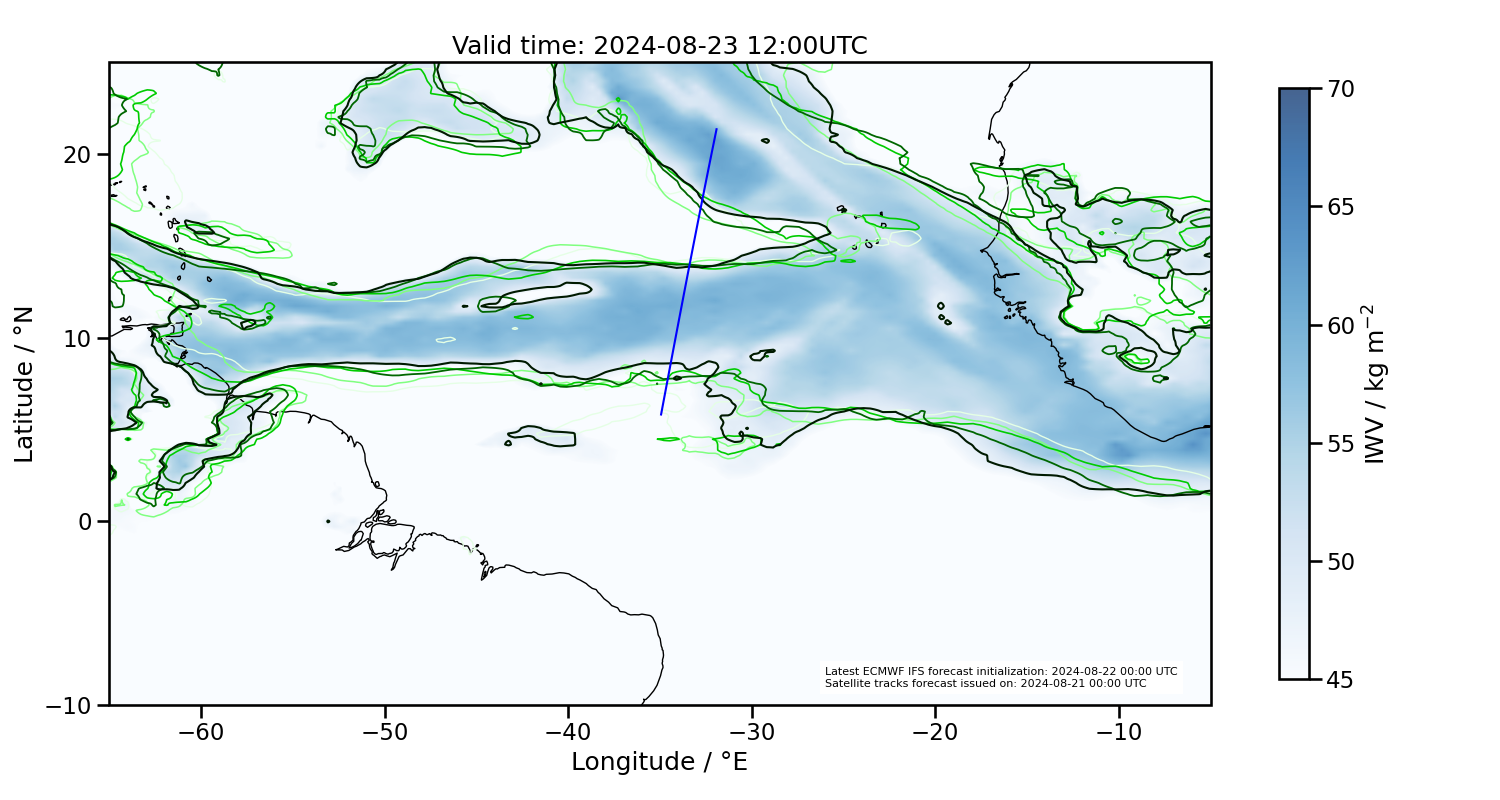 Valid time: 2024-08-23 12:00UTC
Latitude / °N
20
10
0
−10
−60
−50
−40
−30
−20
−10
Longitude / °E
Latest ECMWF IFS forecast initialization: 2024-08-22 00:00 UTC
Satellite tracks forecast issued on: 2024-08-21 00:00 UTC
70
65
60
55
50
45
IWV / kg m⁻²